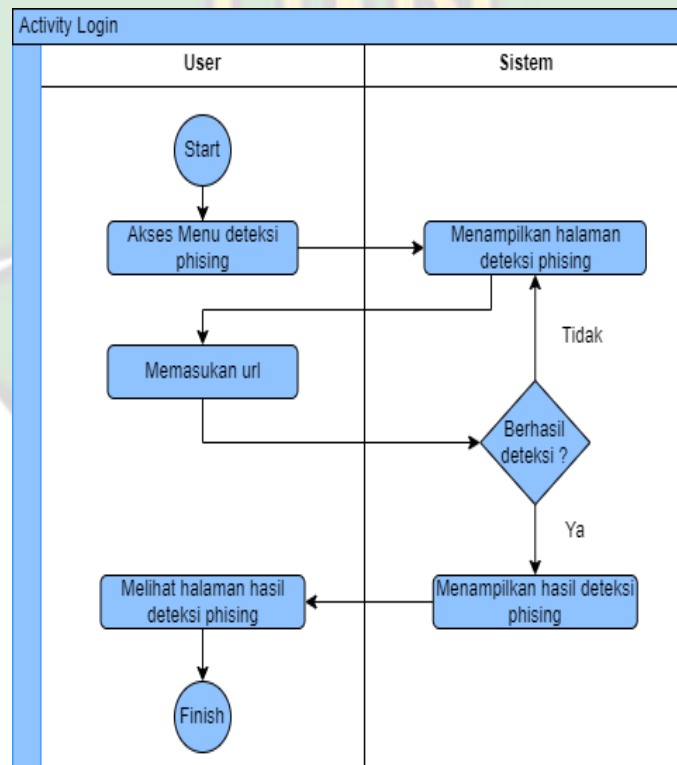 Activity Login
User
Sistem
Start
Akses Menu deteksi
phising
Menampilkan halaman
deteksi phising
Tidak
Memasukan url
Berhasil
deteksi ?
Ya
Menampilkan hasil deteksi
phising
Melihat halaman hasil
deteksi phising
Finish